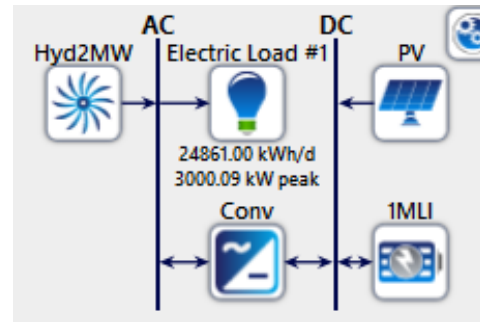 AC DC
Hyd2MW Electric Load #1 PV
24861.00 kWh/d
3000.09 kW peak
Conv 1MLI